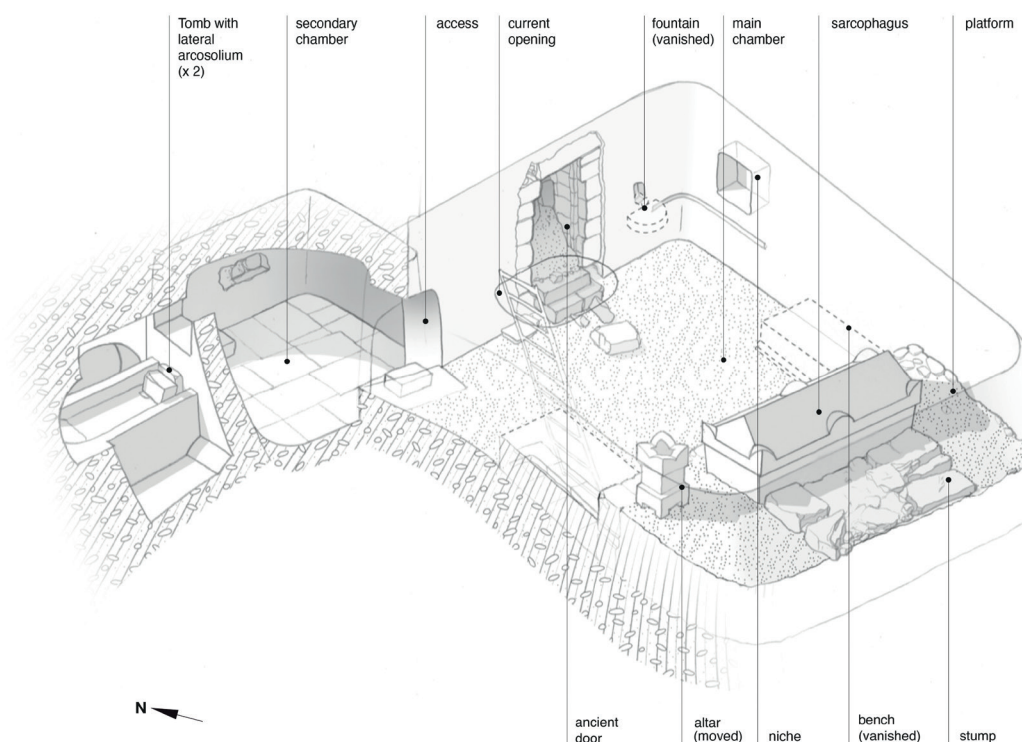 Tomb with
lateral
arcosolium
(x 2)
secondary
chamber
access
current
opening
fountain
(vanished)
main
chamber
sarcophagus
platform
N
ancient
door
altar
(moved)
niche
bench
(vanished)
stump